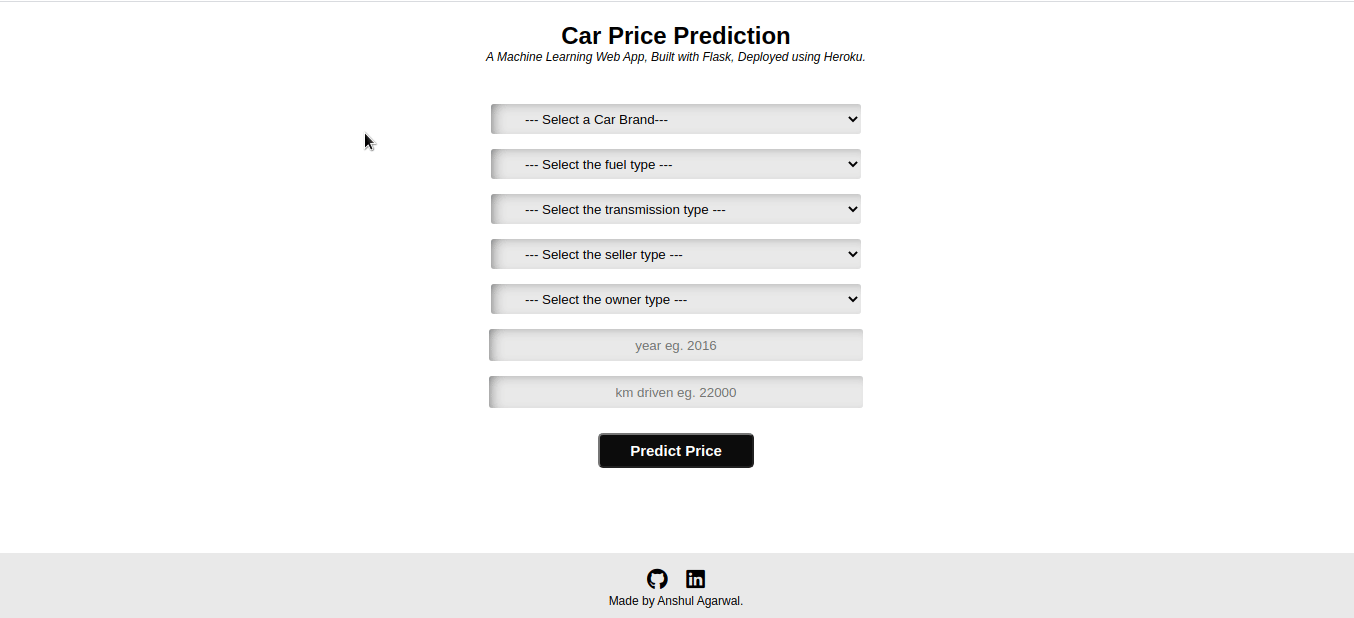 Car Price Prediction
A Machine Learning Web App, Built with Flask, Deployed using Heroku.
--- Select a Car Brand---
--- Select the fuel type ---
--- Select the transmission type ---
--- Select the seller type ---
--- Select the owner type ---
year eg. 2016
km driven eg. 22000
Predict Price
in
Made by Anshul Agarwal.